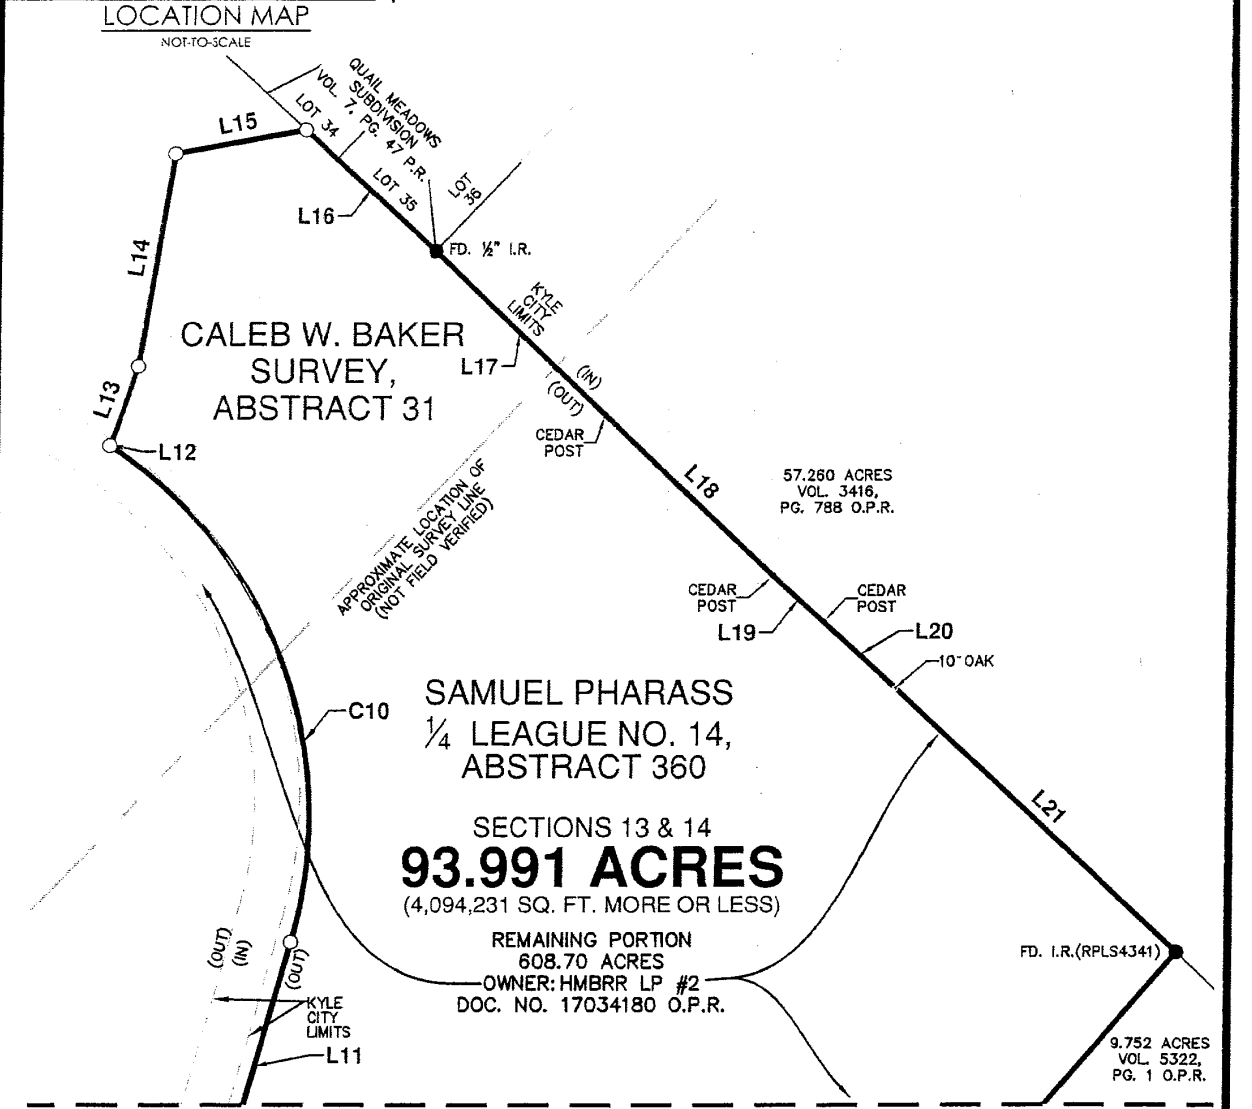 LOCATION MAP
NOT-TO-SCALE
QUAIL MEADOWS
SUBDIVISION
VOL. 7, PG. 47 P.R.
LOT 34
LOT 35
LOT
36
L15
L16
FD. ½" I.R.
L14
KYLE
CITY
LIMITS
CALEB W. BAKER
SURVEY,
ABSTRACT 31
L17
(IN)
(OUT)
L13
CEDAR
POST
L12
L18
57.260 ACRES
VOL. 3416,
PG. 788 O.P.R.
APPROXIMATE LOCATION OF
ORIGINAL SURVEY LINE
(NOT FIELD VERIFIED)
CEDAR
POST
CEDAR
POST
L19
L20
10" OAK
SAMUEL PHARASS
¼ LEAGUE NO. 14,
ABSTRACT 360
C10
L21
SECTIONS 13 & 14
93.991 ACRES
(4,094,231 SQ. FT. MORE OR LESS)
REMAINING PORTION
608.70 ACRES
OWNER: HMBRR LP #2
DOC. NO. 17034180 O.P.R.
(OUT)
(IN)
(OUT)
KYLE
CITY
LIMITS
L11
FD. I.R.(RPLS4341)
9.752 ACRES
VOL. 5322,
PG. 1 O.P.R.